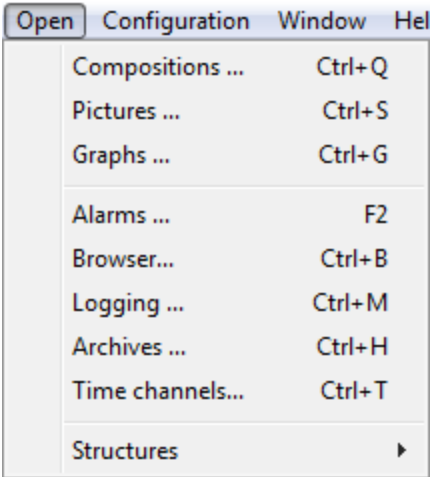 Open Configuration Window Hel
Compositions ... Ctrl+Q
Pictures ... Ctrl+S
Graphs ... Ctrl+G
Alarms ... F2
Browser... Ctrl+B
Logging ... Ctrl+M
Archives ... Ctrl+H
Time channels... Ctrl+T
Structures